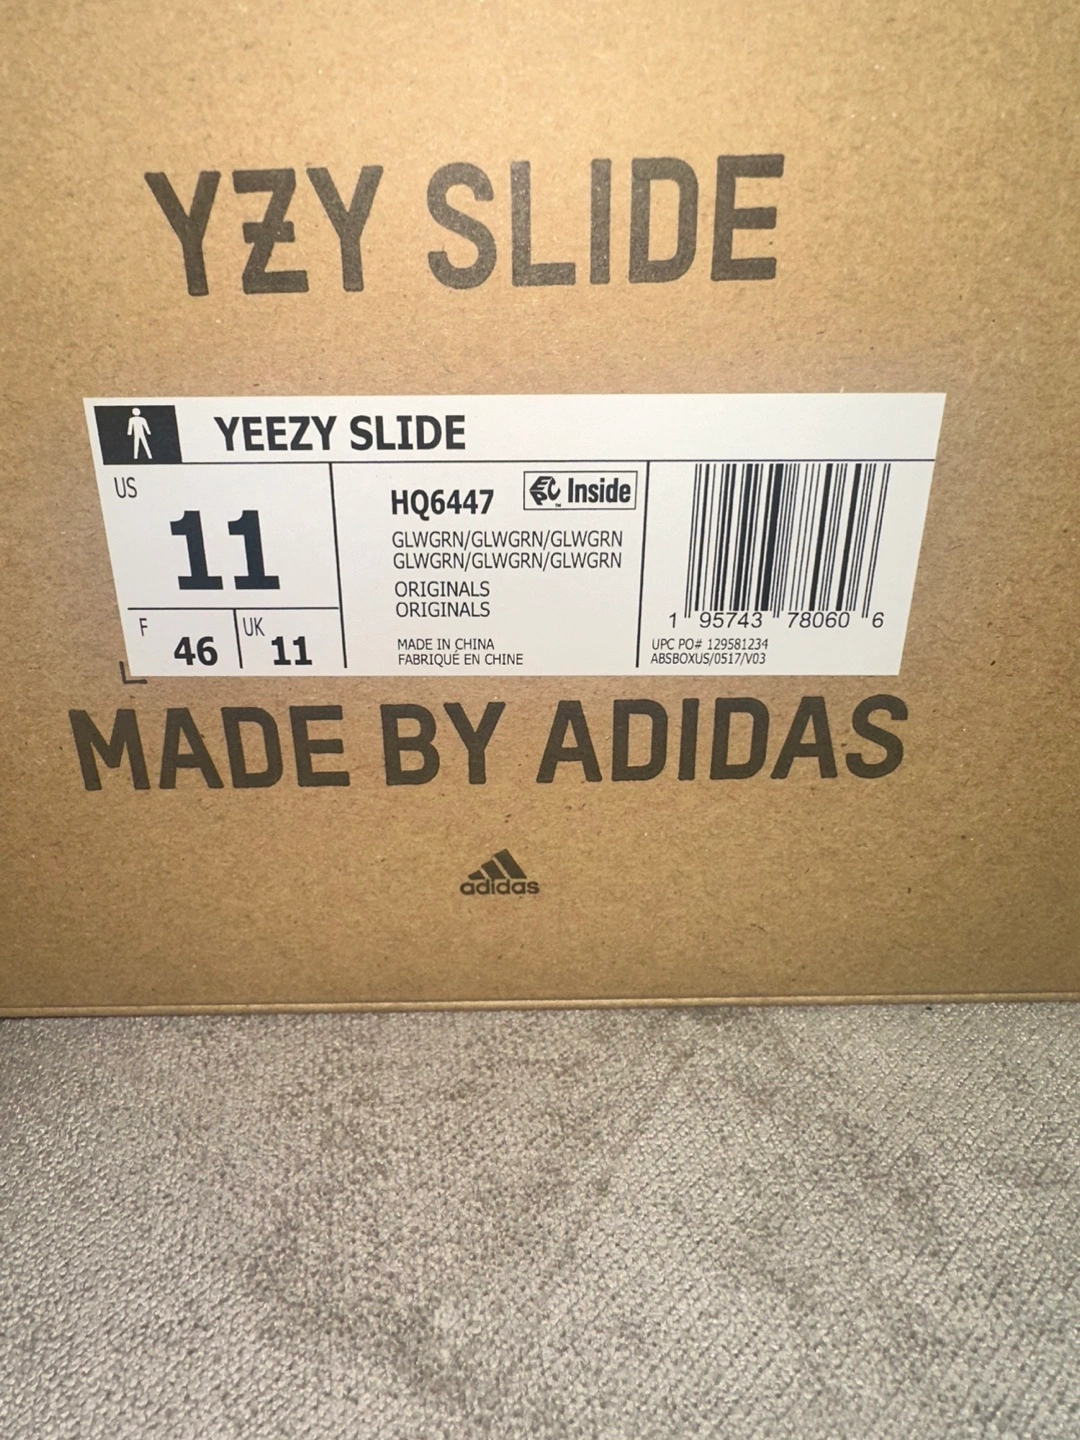 YZY SLIDE
YEEZY SLIDE
US
11
F 46
UK 11
HQ6447
Inside
GLWGRN/GLWGRN/GLWGRN
GLWGRN/GLWGRN/GLWGRN
ORIGINALS
ORIGINALS
MADE IN CHINA
FABRIQUÉ EN CHINE
1 95743 78060 6
UPC PO# 129581234
ABSBOXUS/0517/V03
MADE BY ADIDAS
adidas